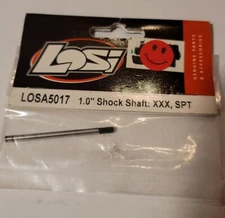 LOSI
GENUINE PARTS
& ACCESSORIES
LOSA5017 1.0" Shock Shaft: XXX, SPT